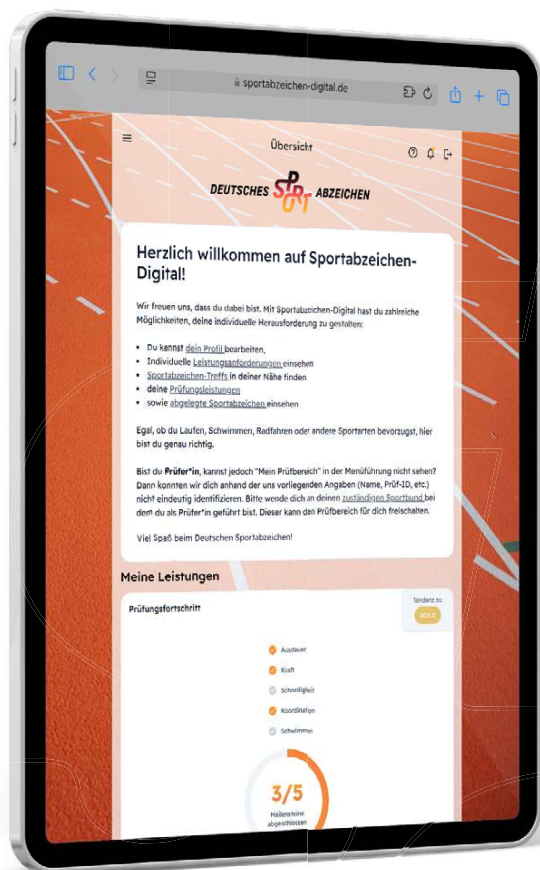 sportabzeichen-digital.de
Übersicht
DEUTSCHES SPORT ABZEICHEN
Herzlich willkommen auf Sportabzeichen-
Digital!
Wir freuen uns, dass du dabei bist. Mit Sportabzeichen-Digital hast du zahlreiche
Möglichkeiten, deine individuelle Herausforderung zu gestalten:
• Du kannst dein Profil bearbeiten,
• Individuelle Leistungsanforderungen einsehen
• Sportabzeichen-Treffs in deiner Nähe finden
• deine Prüfungsleistungen
• sowie abgelegte Sportabzeichen einsehen
Egal, ob du Laufen, Schwimmen, Radfahren oder andere Sportarten bevorzugst, hier
bist du genau richtig.
Bist du Prüfer*in, kannst jedoch "Mein Prüfbereich" in der Menüführung nicht sehen?
Dann konnten wir dich anhand der uns vorliegenden Angaben (Name, Prüf-ID, etc.)
nicht eindeutig identifizieren. Bitte wende dich an deinen zuständigen Sportbund bei
dem du als Prüfer*in geführt bist. Dieser kann den Prüfbereich für dich freischalten.
Viel Spaß beim Deutschen Sportabzeichen!
Meine Leistungen
Prüfungsfortschritt
Tendenz zu:
GOLD
Ausdauer
Kraft
Schnelligkeit
Koordination
Schwimmen
3/5
Meilensteine
abgeschlossen